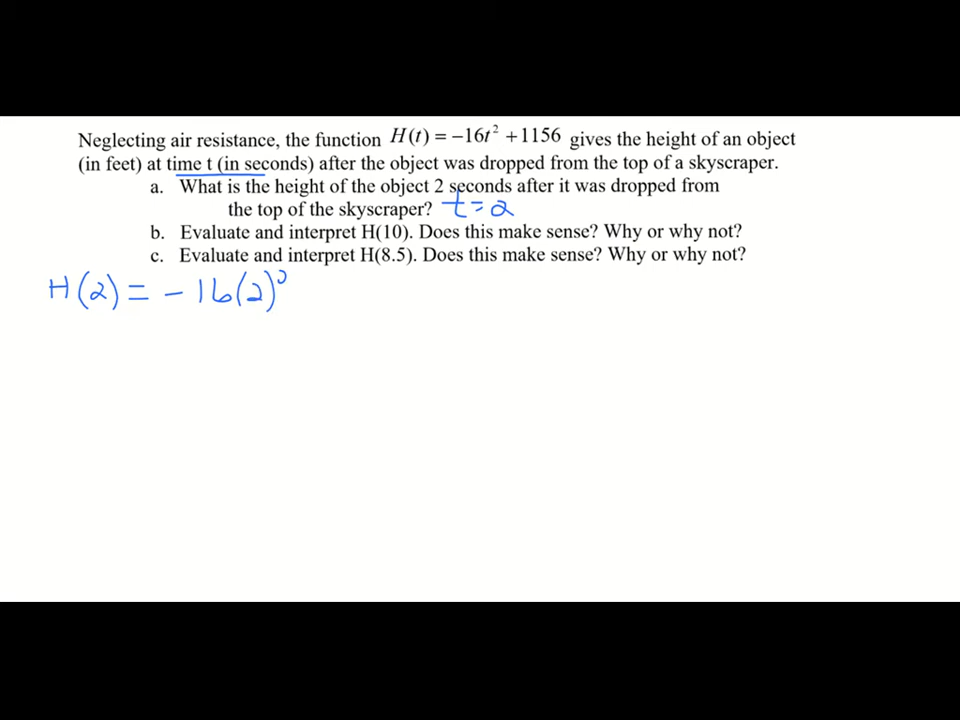 Neglecting air resistance, the function H(t) = −16t² + 1156 gives the height of an object
(in feet) at time t (in seconds) after the object was dropped from the top of a skyscraper.
a. What is the height of the object 2 seconds after it was dropped from
the top of the skyscraper? t = 2
b. Evaluate and interpret H(10). Does this make sense? Why or why not?
c. Evaluate and interpret H(8.5). Does this make sense? Why or why not?
H(2) = − 16(2)